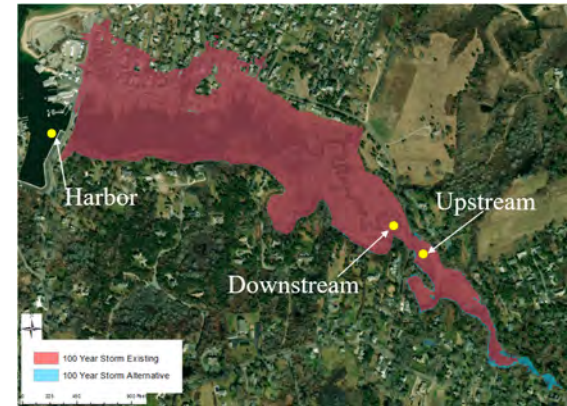 Harbor
Upstream
Downstream
100 Year Storm Existing
100 Year Storm Alternative